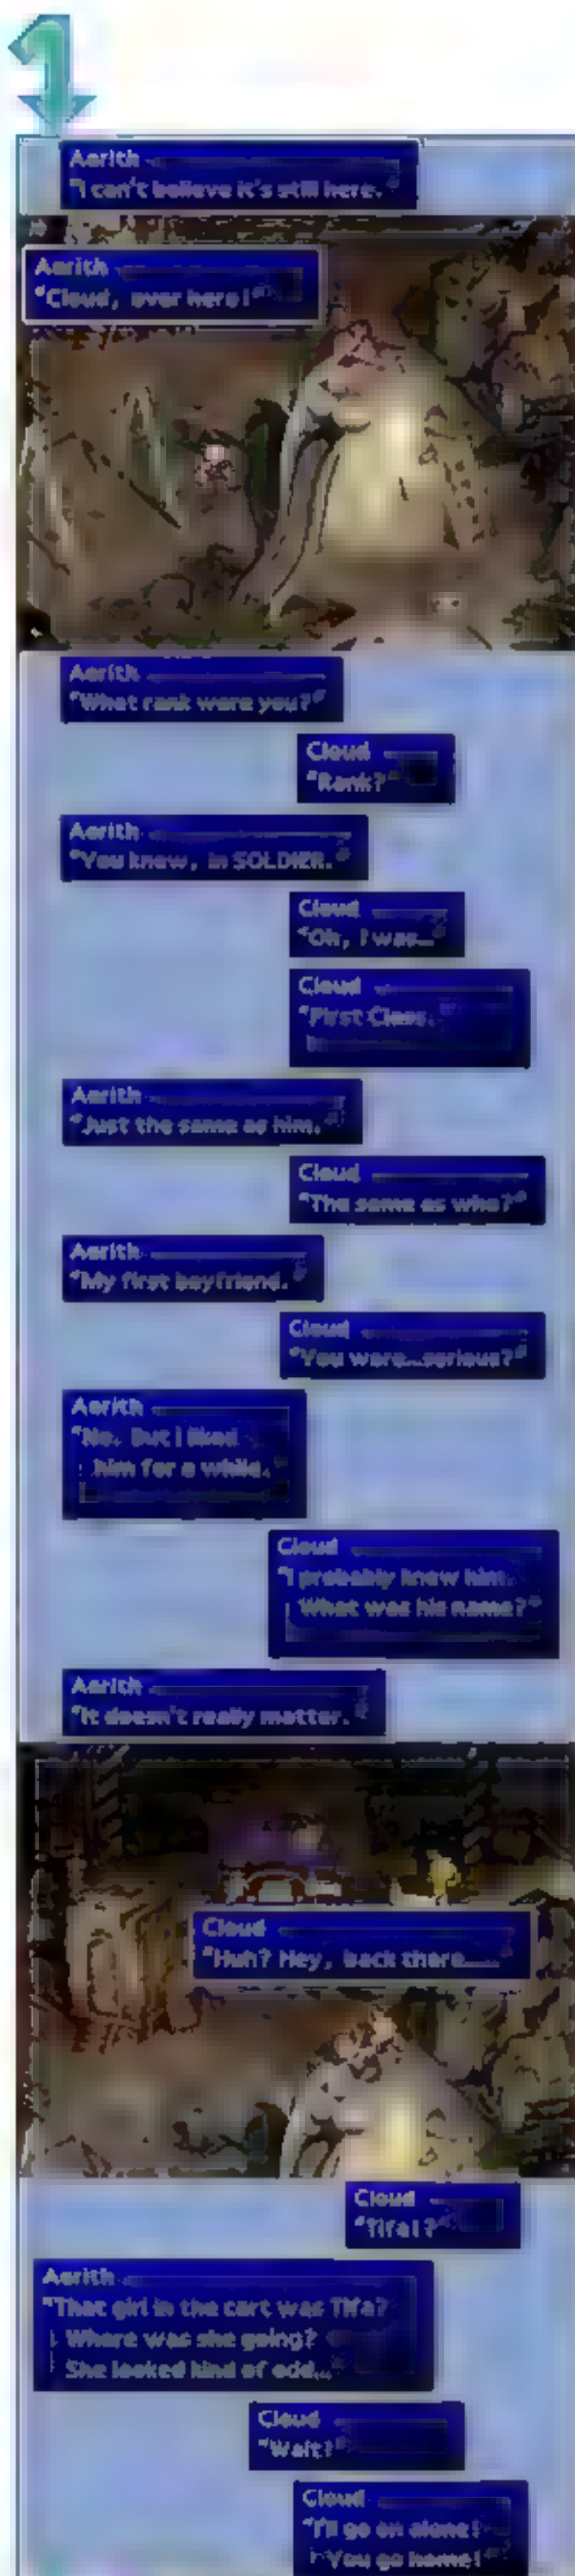 1
Aerith
"I can't believe it's still here."
Aerith
"Cloud, over here!"
Aerith
"What rank were you?"
Cloud
"Rank?"
Aerith
"You know, in SOLDIER."
Cloud
"Oh, I was..."
Cloud
"First Class.
Aerith
"Just the same as him."
Cloud
"The same as who?"
Aerith
"My first boyfriend."
Cloud
"You were...serious?"
Aerith
"No. But I liked
him for a while."
Cloud
"I probably knew him.
What was his name?"
Aerith
"It doesn't really matter."
Cloud
"Huh? Hey, back there......
Cloud
"Tifa!?"
Aerith
"That girl in the cart was Tifa?
Where was she going?
She looked kind of odd..."
Cloud
"Wait!"
Cloud
"I'll go on alone!
You go home!"